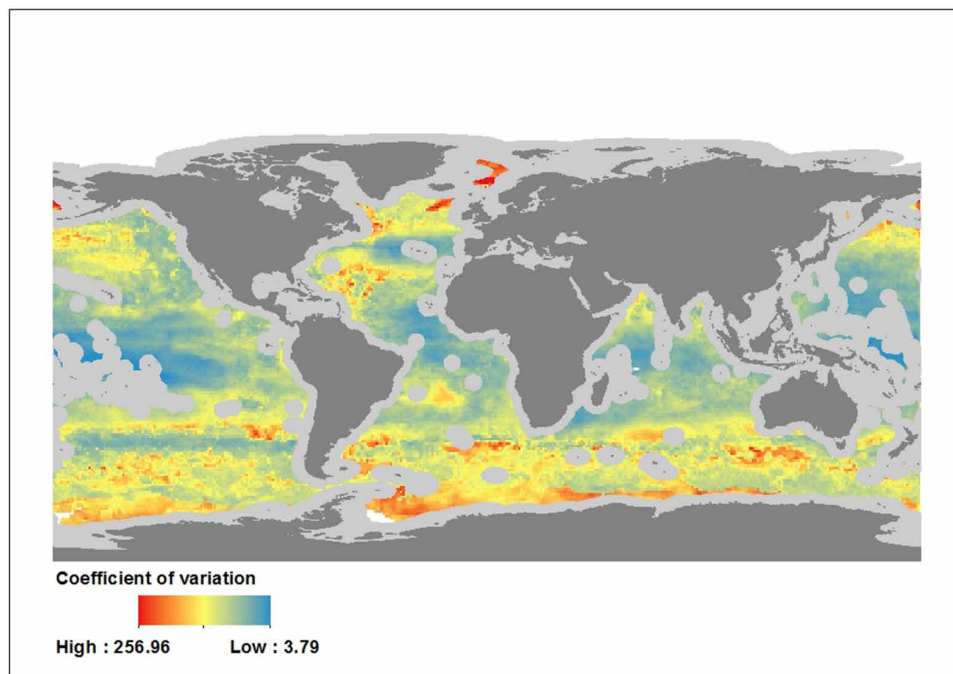 Coefficient of variation
High : 256.96 Low : 3.79